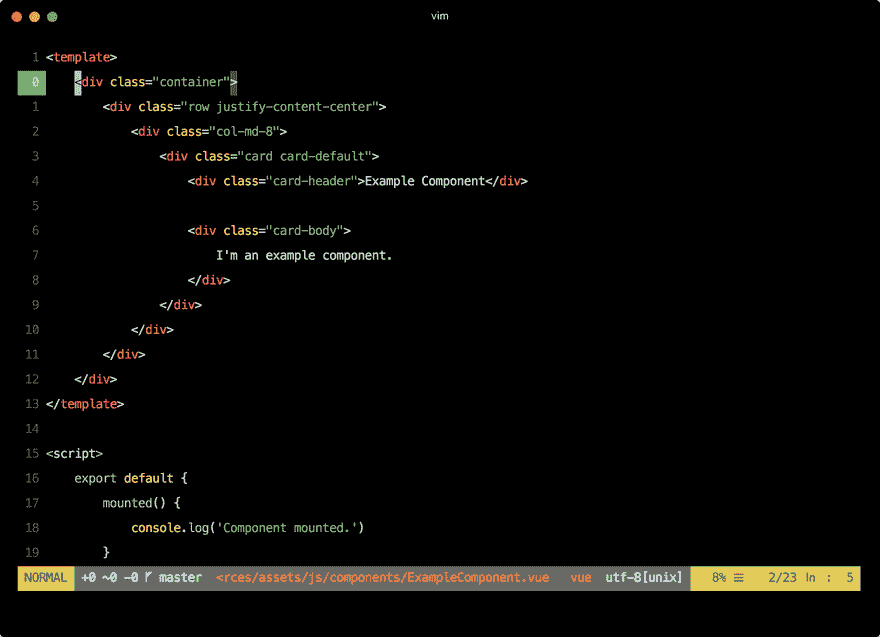 vim
1 <template>
0     <div class="container">
1         <div class="row justify-content-center">
2             <div class="col-md-8">
3                 <div class="card card-default">
4                     <div class="card-header">Example Component</div>
5
6                     <div class="card-body">
7                         I'm an example component.
8                     </div>
9                 </div>
10             </div>
11         </div>
12     </div>
13 </template>
14
15 <script>
16     export default {
17         mounted() {
18             console.log('Component mounted.')
19         }
NORMAL +0 ~0 -0 master <rces/assets/js/components/ExampleComponent.vue vue utf-8[unix] 8% ☰ 2/23 ln : 5